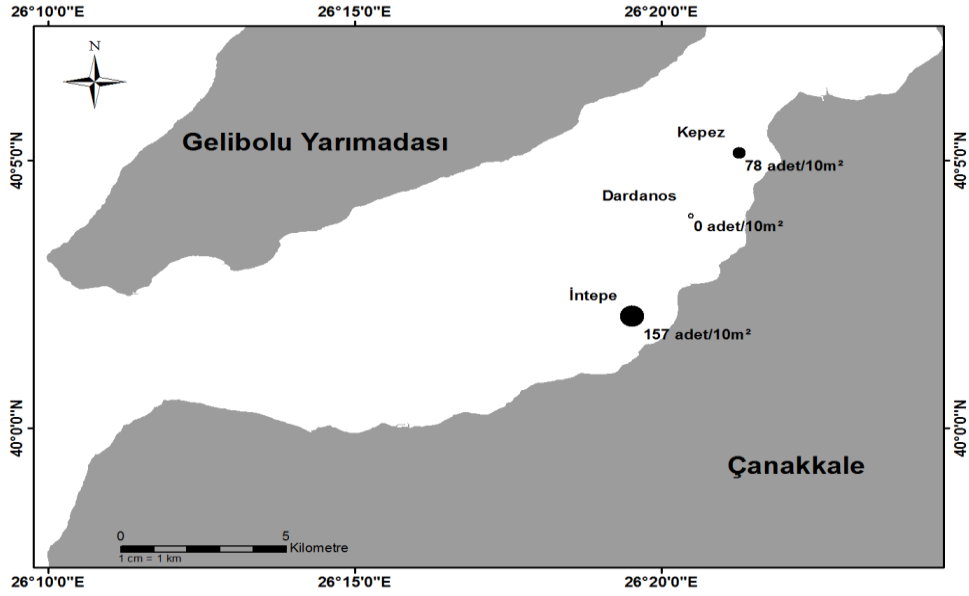 26°10'0"E 26°15'0"E 26°20'0"E
N
Gelibolu Yarımadası
Kepez
78 adet/10m²
40°5'0"N 40°5'0"N
Dardanos
0 adet/10m²
İntepe
157 adet/10m²
40°0'0"N 40°0'0"N
Çanakkale
0 5
Kilometre
1 cm = 1 km
26°10'0"E 26°15'0"E 26°20'0"E